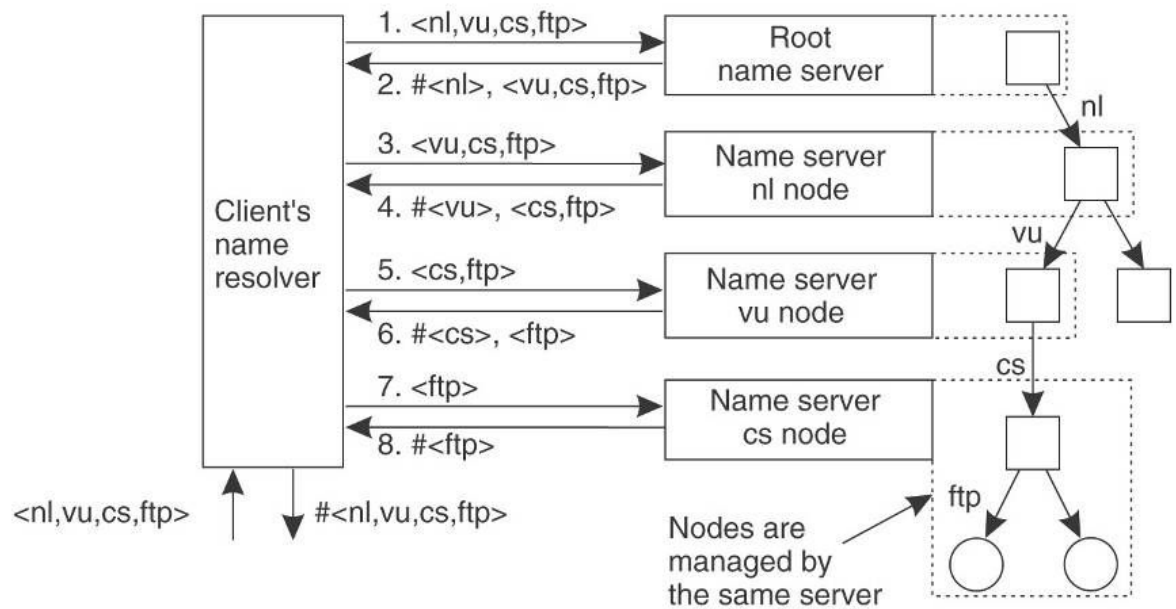 1. <nl,vu,cs,ftp>
2. #<nl>, <vu,cs,ftp>
3. <vu,cs,ftp>
4. #<vu>, <cs,ftp>
5. <cs,ftp>
6. #<cs>, <ftp>
7. <ftp>
8. #<ftp>
Client's
name
resolver
<nl,vu,cs,ftp>
#<nl,vu,cs,ftp>
Root
name server
Name server
nl node
Name server
vu node
Name server
cs node
nl
vu
cs
ftp
Nodes are
managed by
the same server